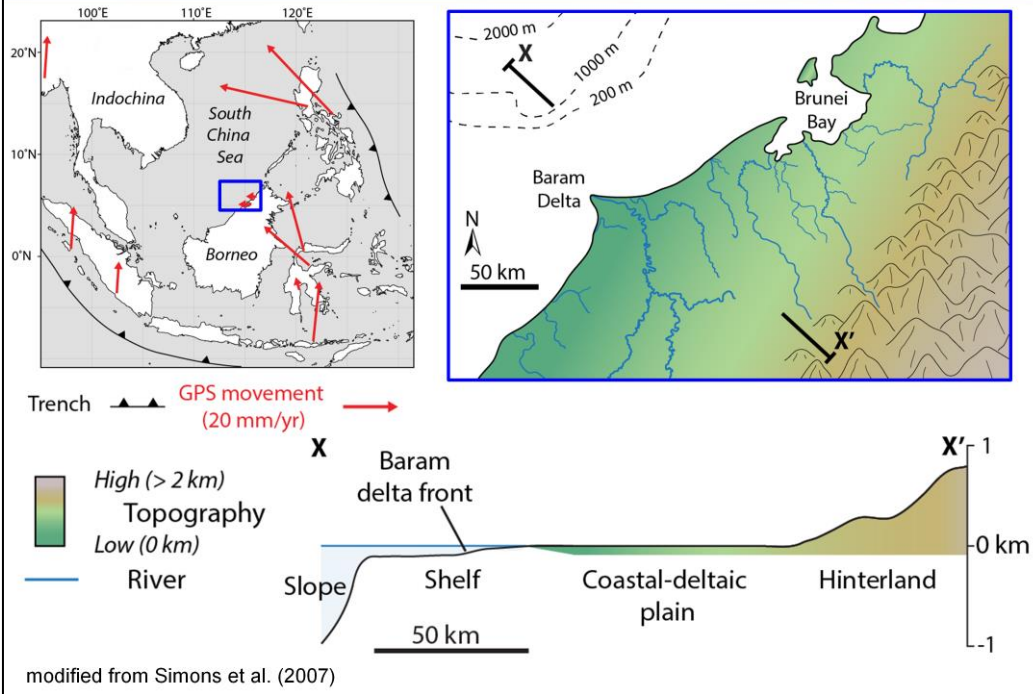 100°E
110°E
120°E
20°N
10°N
0°N
Indochina
South
China
Sea
Borneo
2000 m
1000 m
200 m
X
Brunei
Bay
Baram
Delta
N
50 km
X'
Trench
GPS movement
(20 mm/yr)
High (> 2 km)
Topography
Low (0 km)
River
X
X'
Baram
delta front
1
0 km
-1
Slope
Shelf
Coastal-deltaic
plain
Hinterland
50 km
modified from Simons et al. (2007)